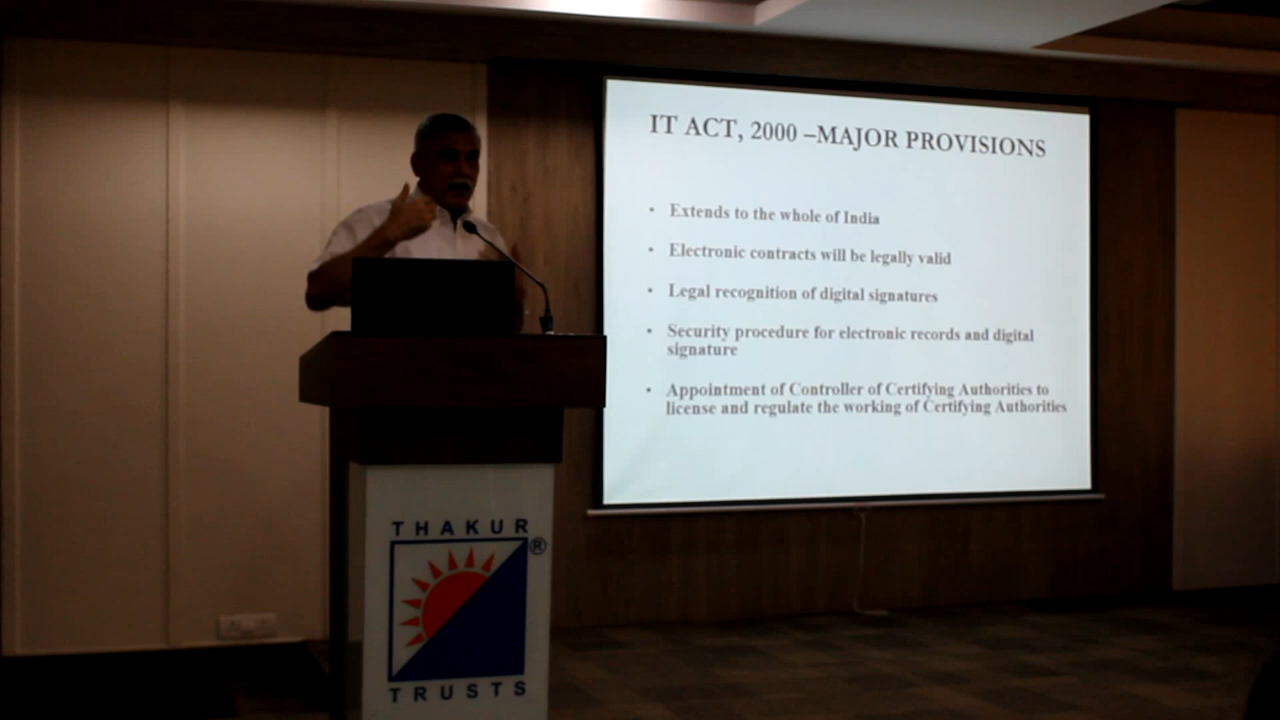 IT ACT, 2000 –MAJOR PROVISIONS
• Extends to the whole of India
• Electronic contracts will be legally valid
• Legal recognition of digital signatures
• Security procedure for electronic records and digital
signature
• Appointment of Controller of Certifying Authorities to
license and regulate the working of Certifying Authorities
THAKUR
®
TRUSTS